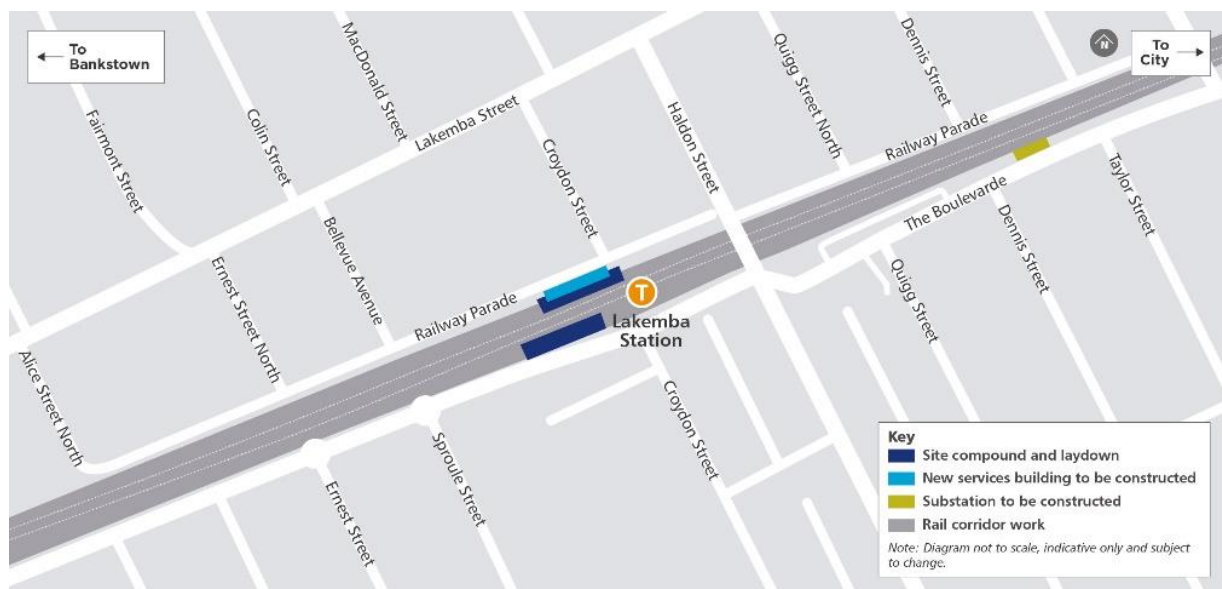 To
Bankstown
MacDonald Street
Quigg Street North
Dennis Street
N
To
City
Fairmont Street
Colin Street
Lakemba Street
Croydon Street
Haldon Street
Railway Parade
Taylor Street
The Boulevarde
Dennis Street
Bellevue Avenue
Ernest Street North
Quigg Street
Railway Parade
T
Lakemba
Station
Alice Street North
Croydon Street
Sproule Street
Ernest Street
Key
Site compound and laydown
New services building to be constructed
Substation to be constructed
Rail corridor work
Note: Diagram not to scale, indicative only and subject
to change.